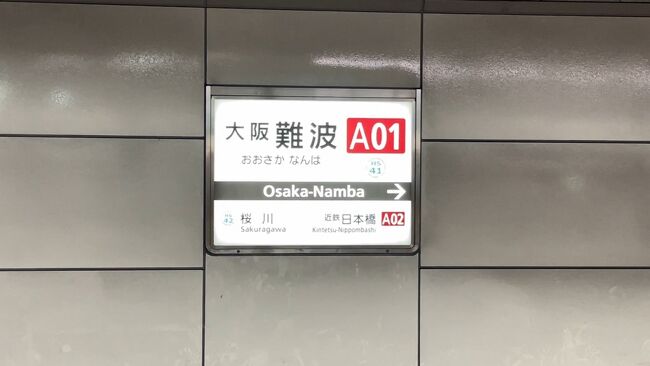 大阪難波 A01
おおさか なんば
HS 41
Osaka-Namba →
HS 42 桜川 近鉄日本橋 A02
Sakuragawa Kintetsu-Nippombashi